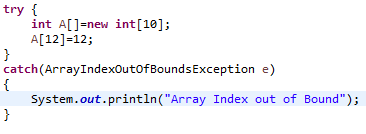 try {
    int A[]=new int[10];
    A[12]=12;
}
catch(ArrayIndexOutOfBoundsException e)
{
    System.out.println("Array Index out of Bound");
}